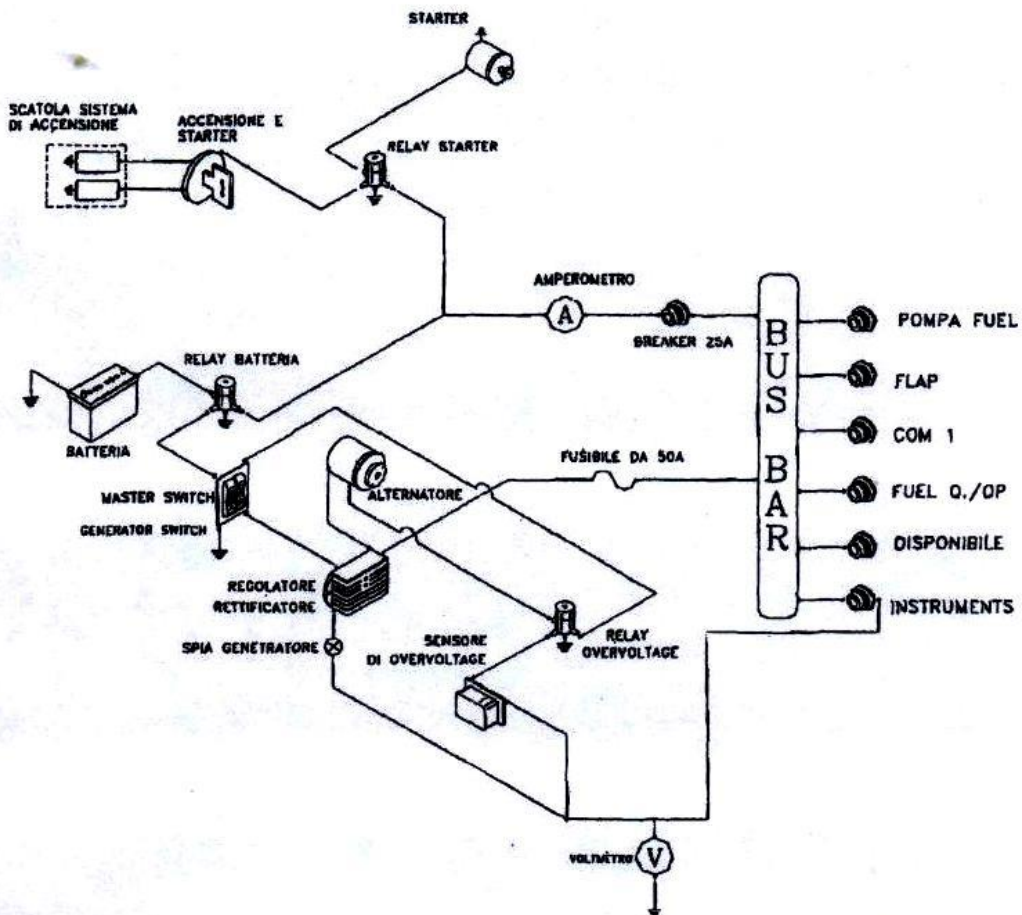 STARTER
SCATOLA SISTEMA
DI ACCENSIONE
ACCENSIONE E
STARTER
RELAY STARTER
AMPEROMETRO
A
BREAKER 25A
BUS BAR
POMPA FUEL
FLAP
COM 1
FUEL Q./OP
DISPONIBILE
INSTRUMENTS
RELAY BATTERIA
BATTERIA
MASTER SWITCH
GENERATOR SWITCH
ALTERNATORE
FUSIBILE DA 50A
REGOLATORE
RETTIFICATORE
SPIA GENETRATORE
SENSORE
DI OVERVOLTAGE
RELAY
OVERVOLTAGE
VOLTMETRO
V